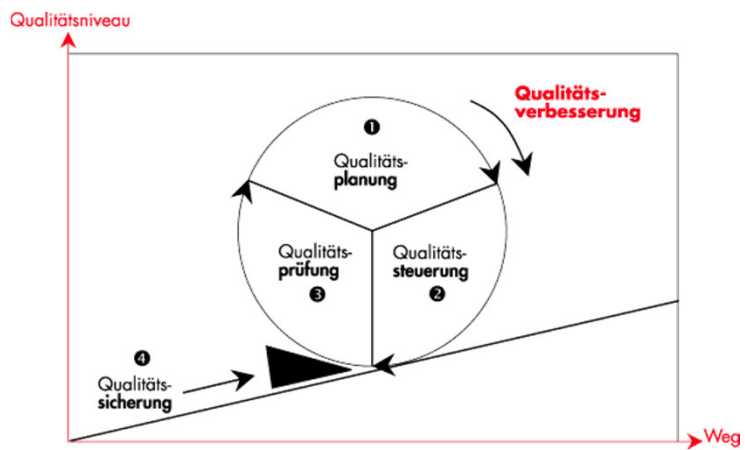 Qualitätsniveau
Qualitäts-
verbesserung
❶
Qualitäts-
planung
Qualitäts-
prüfung
❸
Qualitäts-
steuerung
❷
❹
Qualitäts-
sicherung
Weg